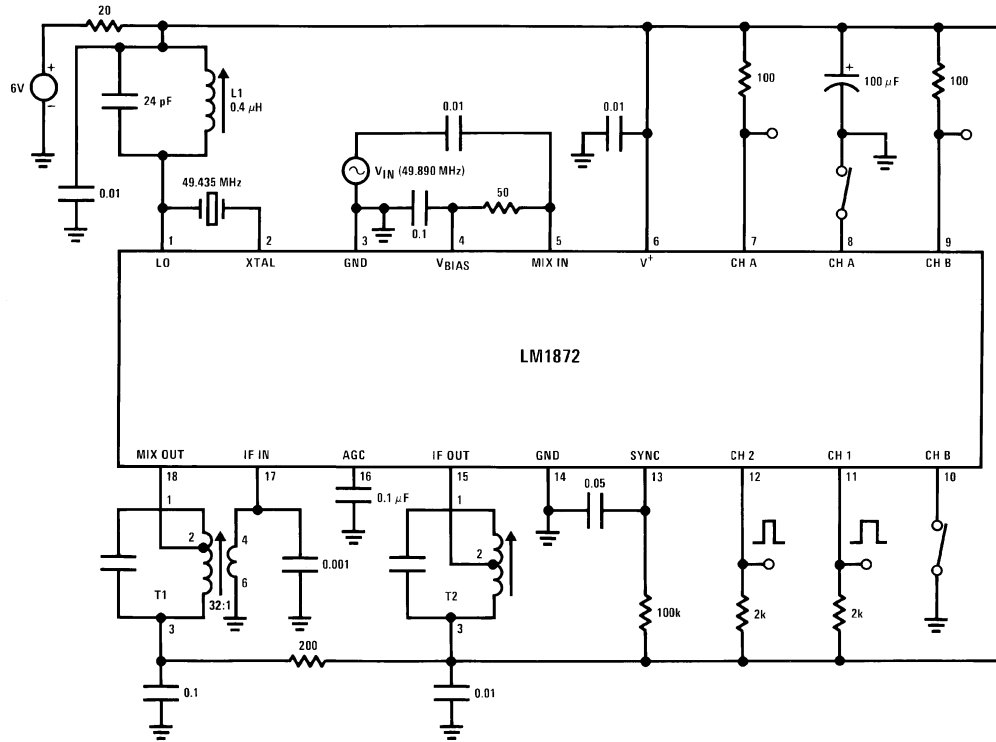 20
6V
+
−
24 pF
L1
0.4 μH
0.01
49.435 MHz
0.01
V_IN (49.890 MHz)
0.1
50
0.01
100
+
100 μF
100
1
2
3
4
5
6
7
8
9
LO
XTAL
GND
V_BIAS
MIX IN
V+
CH A
CH A
CH B
LM1872
MIX OUT
IF IN
AGC
IF OUT
GND
SYNC
CH 2
CH 1
CH B
18
17
16
15
14
13
12
11
10
1
2
4
6
T1
32:1
3
0.001
0.1 μF
1
2
T2
3
0.05
100k
2k
2k
200
0.1
0.01